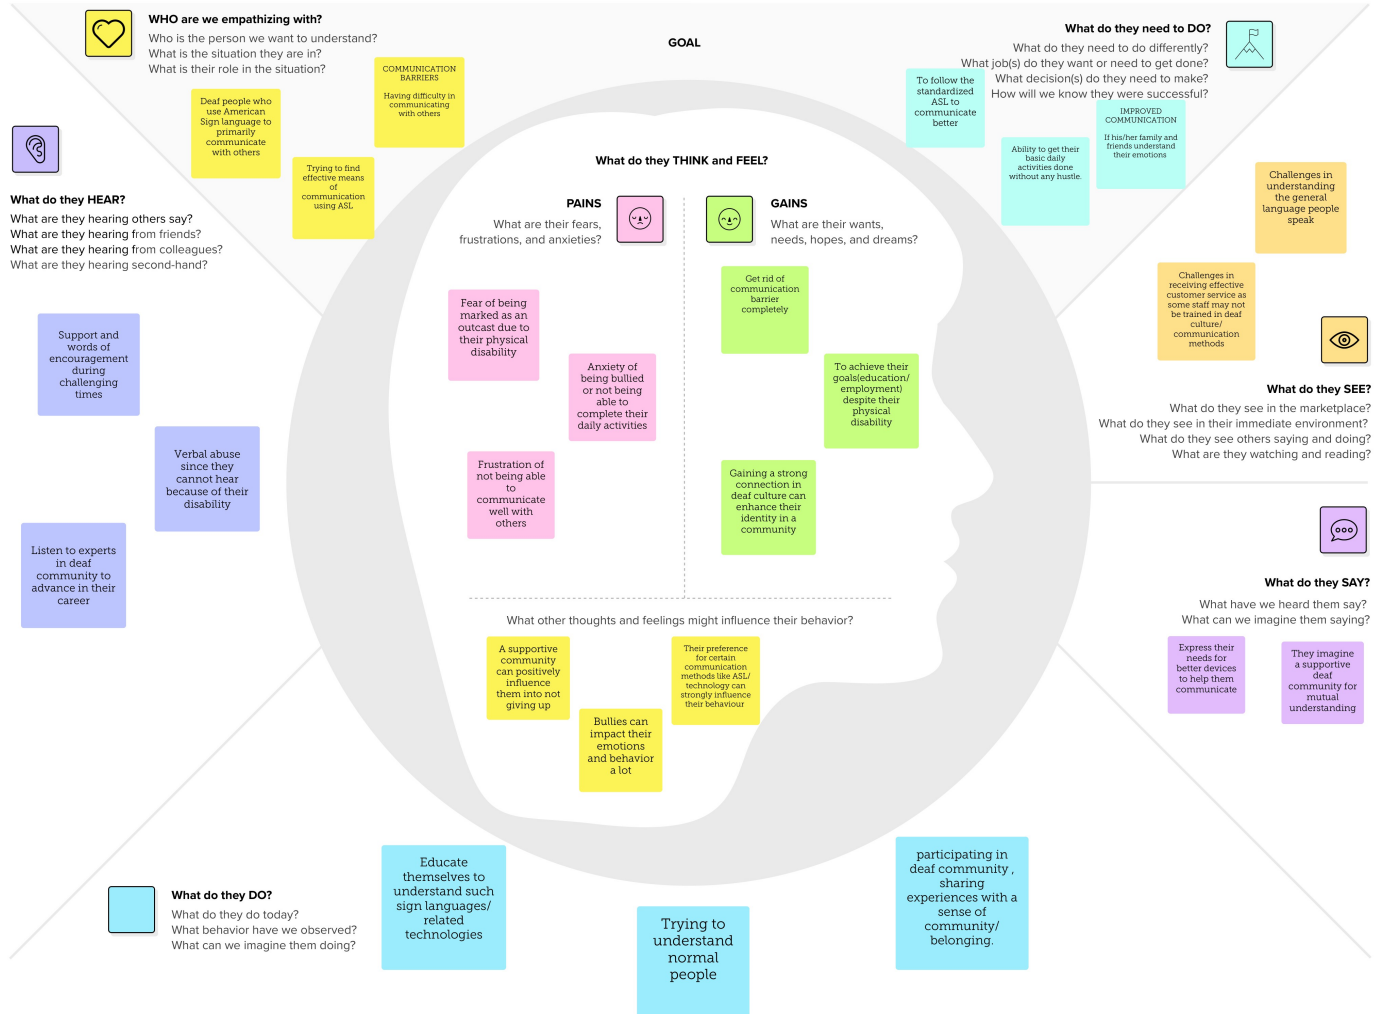 WHO are we empathizing with?
Who is the person we want to understand?
What is the situation they are in?
What is their role in the situation?
Deaf people who
use American
Sign language to
primarily
communicate
with others
COMMUNICATION
BARRIERS
Having difficulty in
communicating
with others
Trying to find
effective means
of
communication
using ASL
GOAL
What do they need to DO?
What do they need to do differently?
What job(s) do they want or need to get done?
What decision(s) do they need to make?
How will we know they were successful?
To follow the
standardized
ASL to
communicate
better
Ability to get their
basic daily
activities done
without any hustle.
IMPROVED
COMMUNICATION
If his/her family and
friends understand
their emotions
What do they HEAR?
What are they hearing others say?
What are they hearing from friends?
What are they hearing from colleagues?
What are they hearing second-hand?
Support and
words of
encouragement
during
challenging
times
Verbal abuse
since they
cannot hear
because of their
disability
Listen to experts
in deaf
community to
advance in their
career
What do they THINK and FEEL?
PAINS
What are their fears,
frustrations, and anxieties?
Fear of being
marked as an
outcast due to
their physical
disability
Anxiety of
being bullied
or not being
able to
complete their
daily activities
Frustration of
not being able
to
communicate
well with
others
GAINS
What are their wants,
needs, hopes, and dreams?
Get rid of
communication
barrier
completely
To achieve their
goals(education/
employment)
despite their
physical
disability
Gaining a strong
connection in
deaf culture can
enhance their
identity in a
community
What other thoughts and feelings might influence their behavior?
A supportive
community
can positively
influence
them into not
giving up
Bullies can
impact their
emotions
and behavior
a lot
Their preference
for certain
communication
methods like ASL/
technology can
strongly influence
their behaviour
Challenges in
understanding
the general
language people
speak
Challenges in
receiving effective
customer service as
some staff may not
be trained in deaf
culture/
communication
methods
What do they SEE?
What do they see in the marketplace?
What do they see in their immediate environment?
What do they see others saying and doing?
What are they watching and reading?
What do they SAY?
What have we heard them say?
What can we imagine them saying?
Express their
needs for
better devices
to help them
communicate
They imagine
a supportive
deaf
community for
mutual
understanding
What do they DO?
What do they do today?
What behavior have we observed?
What can we imagine them doing?
Educate
themselves to
understand such
sign languages/
related
technologies
Trying to
understand
normal
people
participating in
deaf community ,
sharing
experiences with a
sense of
community/
belonging.